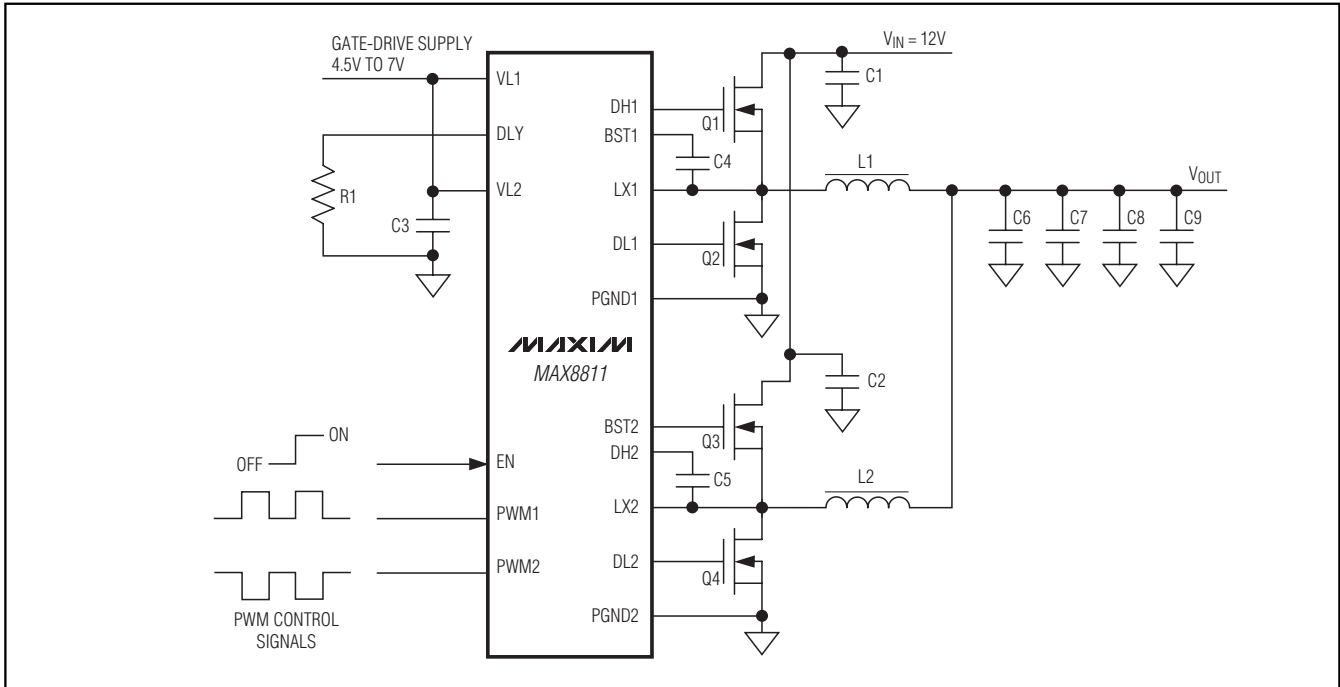 GATE-DRIVE SUPPLY
4.5V TO 7V
VL1
DLY
VL2
R1
C3
OFF
ON
EN
PWM1
PWM2
PWM CONTROL
SIGNALS
MAXIM
MAX8811
DH1
BST1
LX1
DL1
PGND1
BST2
DH2
LX2
DL2
PGND2
Q1
C4
Q2
Q3
C5
Q4
VIN = 12V
C1
C2
L1
L2
VOUT
C6
C7
C8
C9